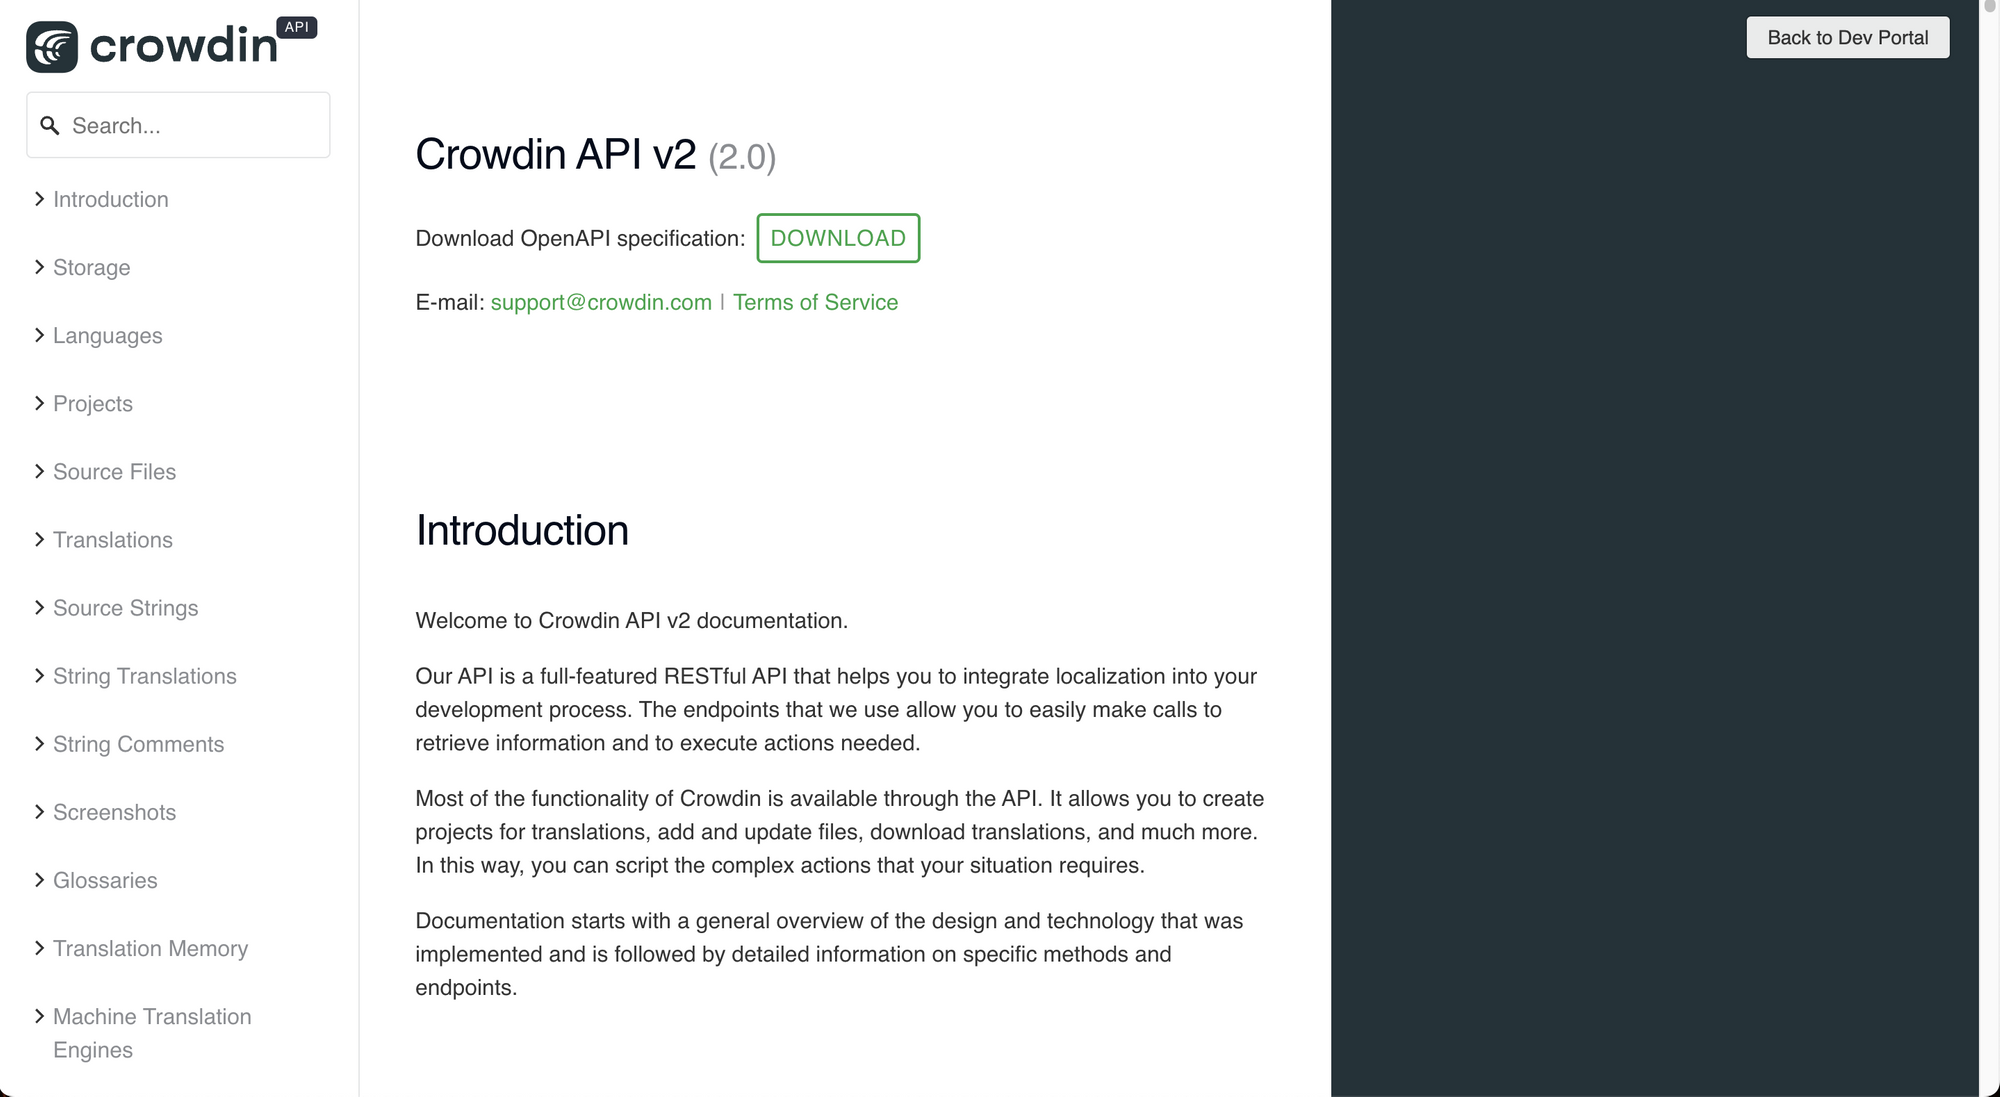 crowdin API
Search...
Introduction
Storage
Languages
Projects
Source Files
Translations
Source Strings
String Translations
String Comments
Screenshots
Glossaries
Translation Memory
Machine Translation
Engines
Crowdin API v2 (2.0)
Download OpenAPI specification: DOWNLOAD
E-mail: support@crowdin.com | Terms of Service
Introduction
Welcome to Crowdin API v2 documentation.
Our API is a full-featured RESTful API that helps you to integrate localization into your
development process. The endpoints that we use allow you to easily make calls to
retrieve information and to execute actions needed.
Most of the functionality of Crowdin is available through the API. It allows you to create
projects for translations, add and update files, download translations, and much more.
In this way, you can script the complex actions that your situation requires.
Documentation starts with a general overview of the design and technology that was
implemented and is followed by detailed information on specific methods and
endpoints.
Back to Dev Portal